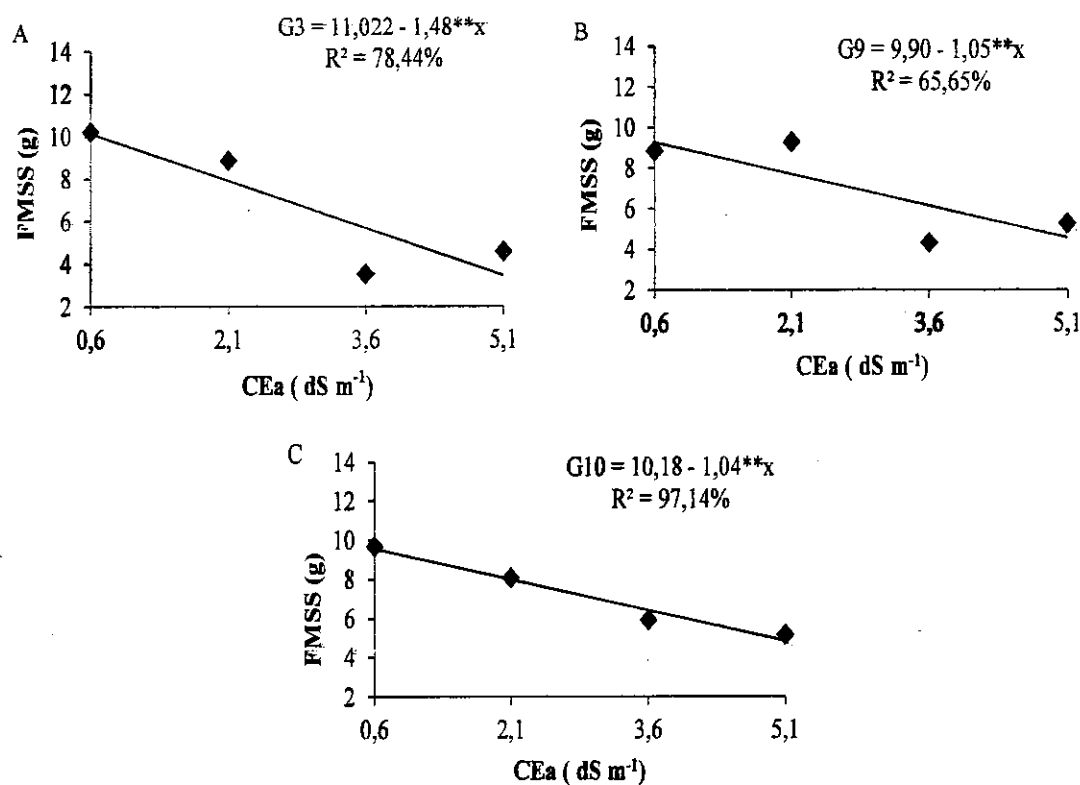 A
G3 = 11,022 - 1,48**x
R² = 78,44%
14
12
10
8
6
4
2
FMSS (g)
0,6 2,1 3,6 5,1
CEa ( dS m⁻¹)
B
G9 = 9,90 - 1,05**x
R² = 65,65%
14
12
10
8
6
4
2
FMSS (g)
0,6 2,1 3,6 5,1
CEa ( dS m⁻¹)
C
G10 = 10,18 - 1,04**x
R² = 97,14%
14
12
10
8
6
4
2
FMSS (g)
0,6 2,1 3,6 5,1
CEa ( dS m⁻¹)